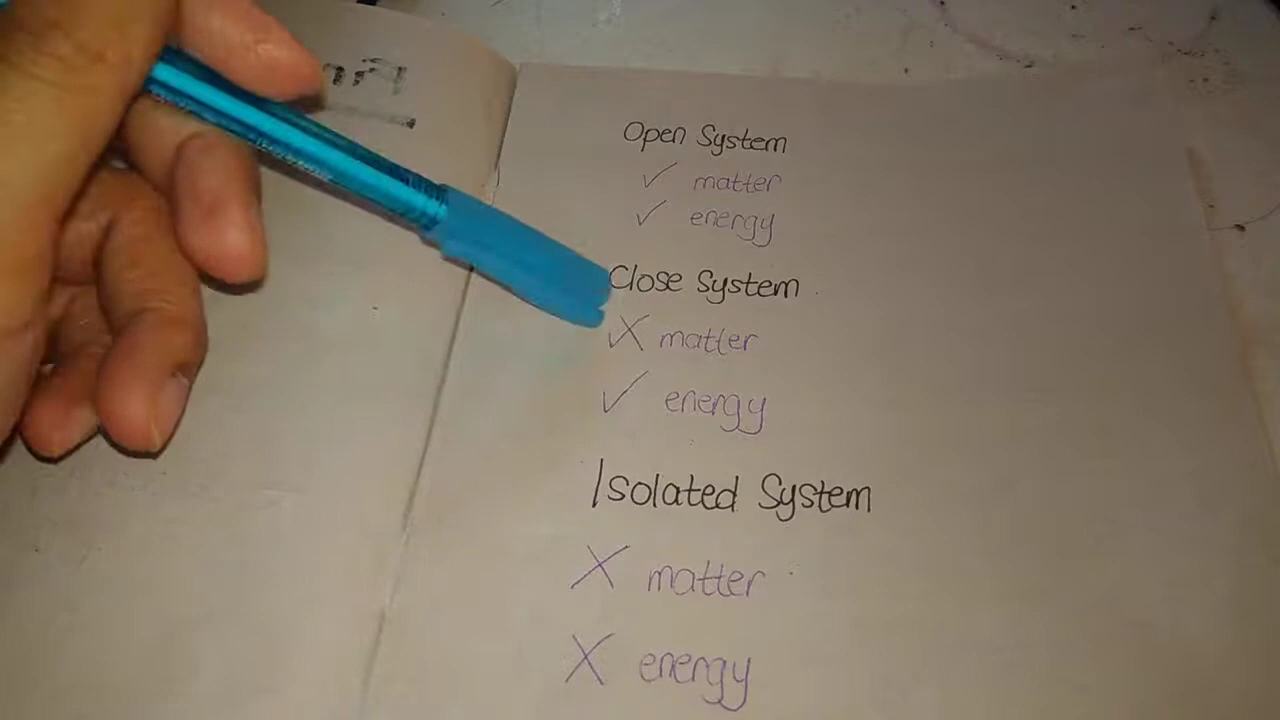 Open System
✓ matter
✓ energy
Close System
X matter
✓ energy
Isolated System
X matter
X energy